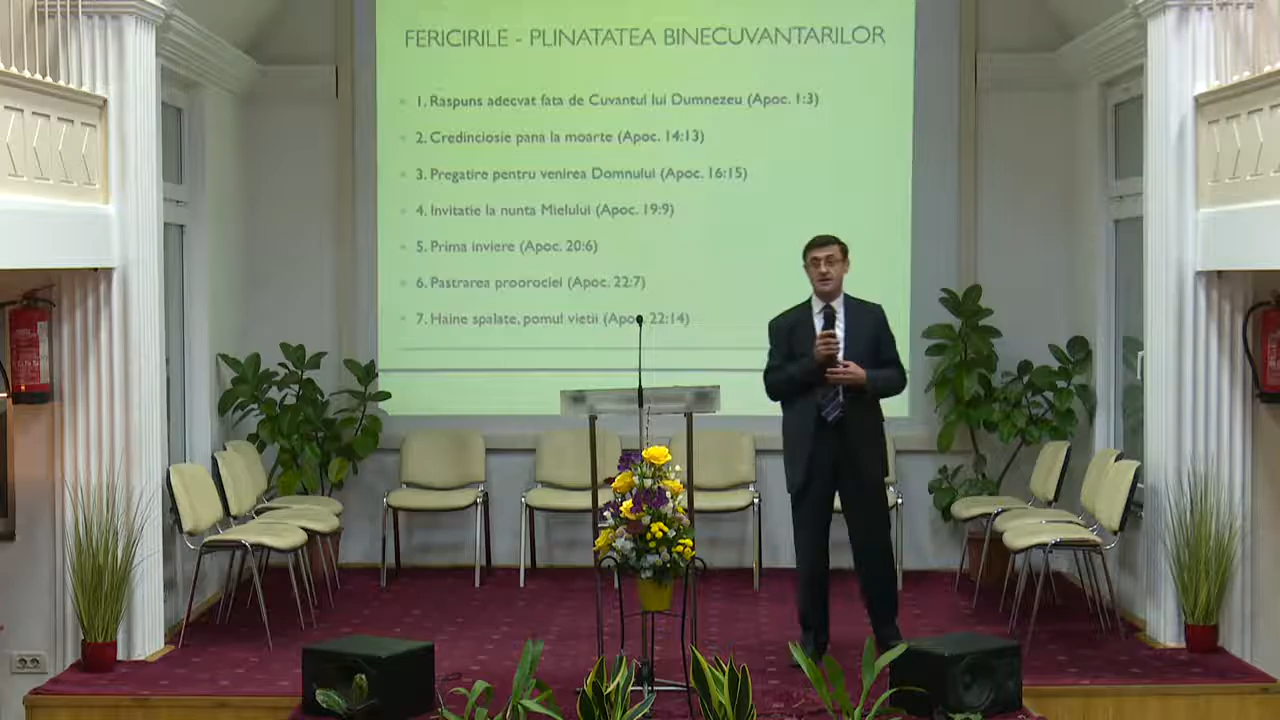 FERICIRILE - PLINATATEA BINECUVANTARILOR
1. Raspuns adecvat fata de Cuvantul lui Dumnezeu (Apoc. 1:3)
2. Credinciosie pana la moarte (Apoc. 14:13)
3. Pregatire pentru venirea Domnului (Apoc. 16:15)
4. Invitatie la nunta Mielului (Apoc. 19:9)
5. Prima inviere (Apoc. 20:6)
6. Pastrarea proorociei (Apoc. 22:7)
7. Haine spalate, pomul vietii (Apoc. 22:14)